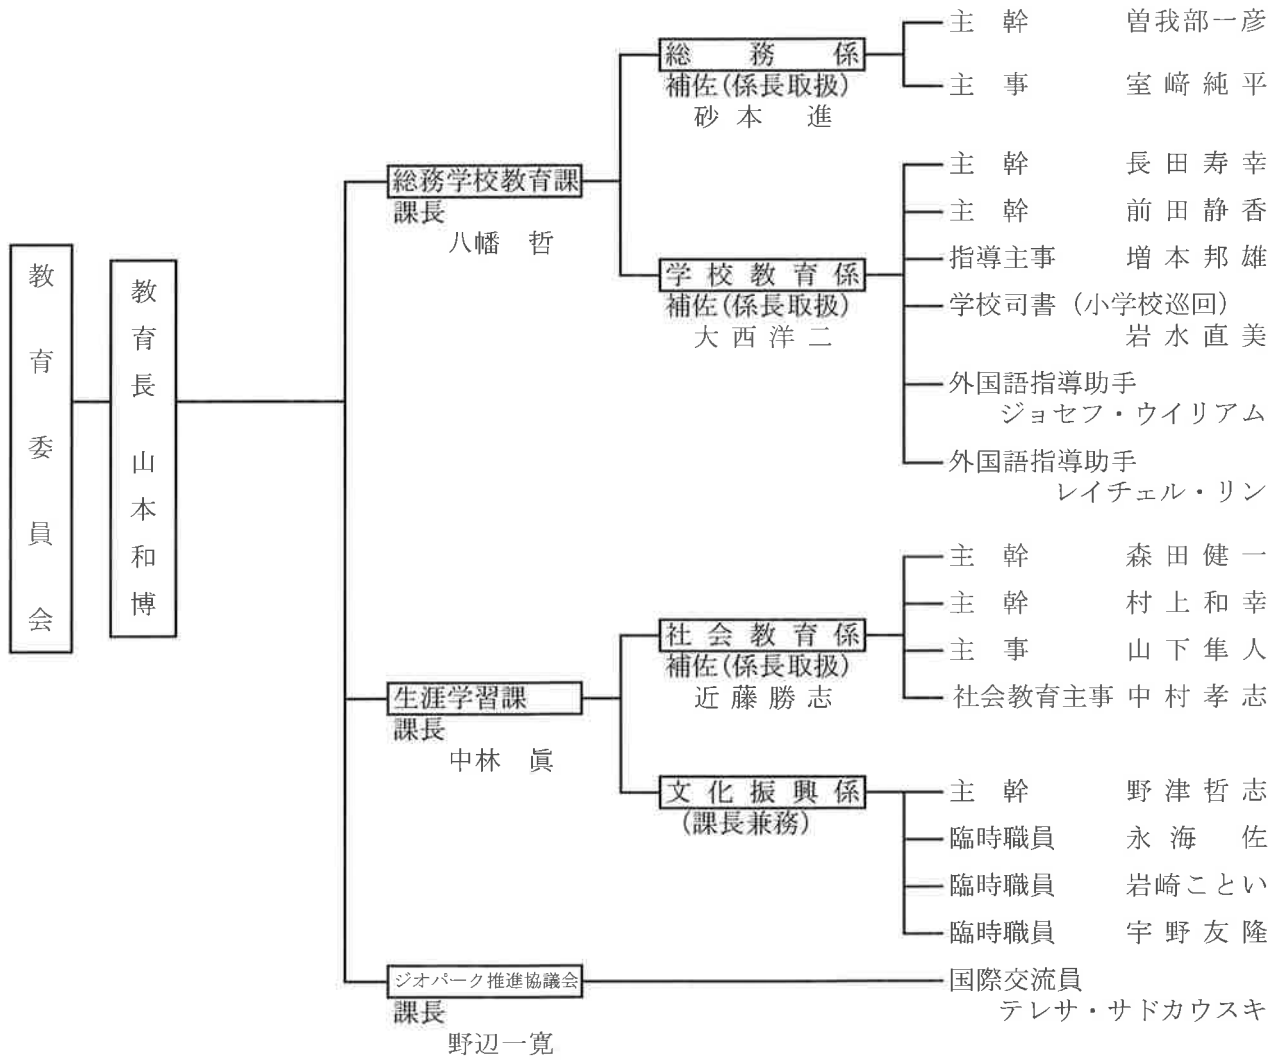 教育委員会
教育長 山本和博
総務学校教育課
課長
八幡 哲
総務係
補佐(係長取扱)
砂本 進
主幹 曽我部一彦
主事 室﨑純平
学校教育係
補佐(係長取扱)
大西洋二
主幹 長田寿幸
主幹 前田静香
指導主事 増本邦雄
学校司書(小学校巡回)
岩水直美
外国語指導助手
ジョセフ・ウイリアム
外国語指導助手
レイチェル・リン
生涯学習課
課長
中林 眞
社会教育係
補佐(係長取扱)
近藤勝志
主幹 森田健一
主幹 村上和幸
主事 山下隼人
社会教育主事 中村孝志
文化振興係
(課長兼務)
主幹 野津哲志
臨時職員 永海 佐
臨時職員 岩崎ことい
臨時職員 宇野友隆
ジオパーク推進協議会
課長
野辺一寛
国際交流員
テレサ・サドカウスキ